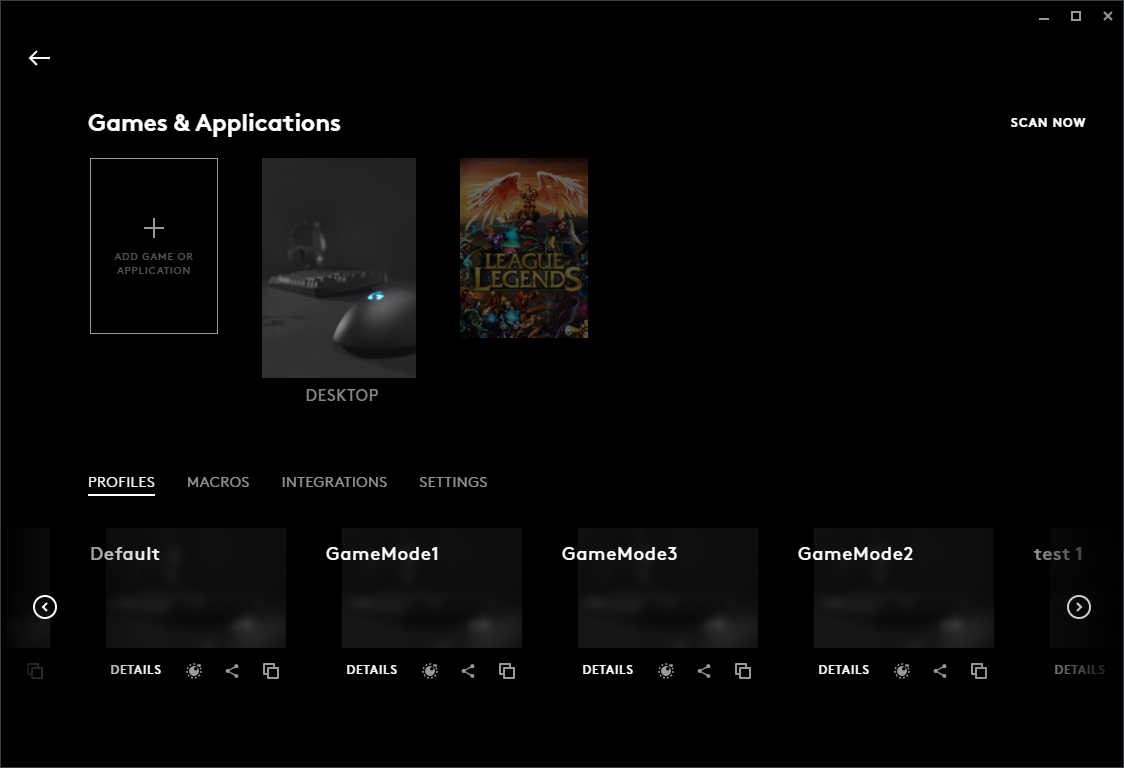 Games & Applications
SCAN NOW
ADD GAME OR
APPLICATION
LEAGUE
LEGENDS
DESKTOP
PROFILES MACROS INTEGRATIONS SETTINGS
Default GameMode1 GameMode3 GameMode2 test 1
DETAILS DETAILS DETAILS DETAILS DETAILS